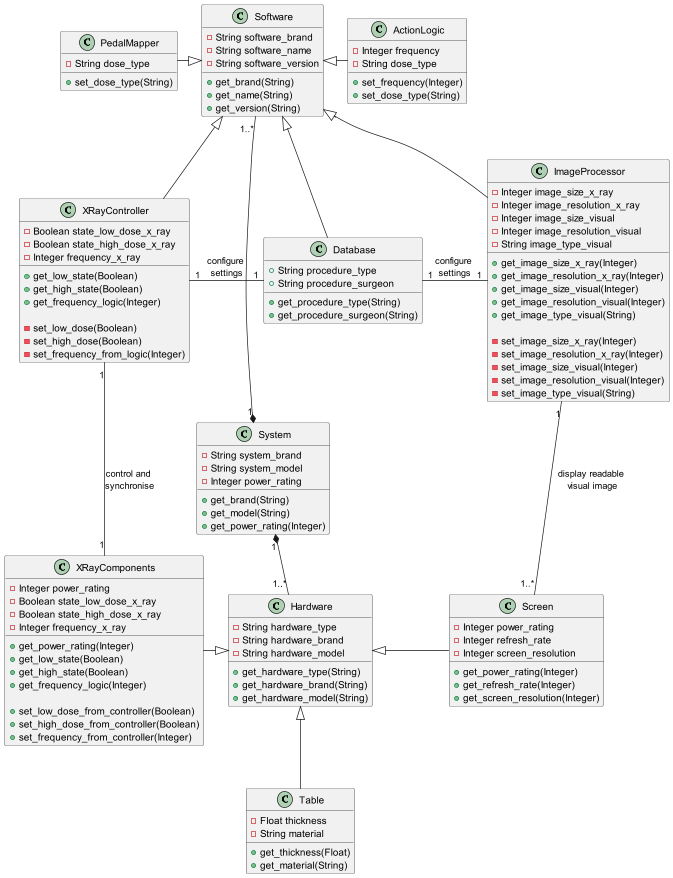 C Software
String software_brand
String software_name
String software_version
get_brand(String)
get_name(String)
get_version(String)
C PedalMapper
String dose_type
set_dose_type(String)
C ActionLogic
Integer frequency
String dose_type
set_frequency(Integer)
set_dose_type(String)
1..*
C XRayController
Boolean state_low_dose_x_ray
Boolean state_high_dose_x_ray
Integer frequency_x_ray
get_low_state(Boolean)
get_high_state(Boolean)
get_frequency_logic(Integer)
set_low_dose(Boolean)
set_high_dose(Boolean)
set_frequency_from_logic(Integer)
configure
settings
1
1
C Database
String procedure_type
String procedure_surgeon
get_procedure_type(String)
get_procedure_surgeon(String)
configure
settings
1
1
C ImageProcessor
Integer image_size_x_ray
Integer image_resolution_x_ray
Integer image_size_visual
Integer image_resolution_visual
String image_type_visual
get_image_size_x_ray(Integer)
get_image_resolution_x_ray(Integer)
get_image_size_visual(Integer)
get_image_resolution_visual(Integer)
get_image_type_visual(String)
set_image_size_x_ray(Integer)
set_image_resolution_x_ray(Integer)
set_image_size_visual(Integer)
set_image_resolution_visual(Integer)
set_image_type_visual(String)
1
control and
synchronise
1
1
C System
String system_brand
String system_model
Integer power_rating
get_brand(String)
get_model(String)
get_power_rating(Integer)
1
1..*
1
display readable
visual image
1..*
C XRayComponents
Integer power_rating
Boolean state_low_dose_x_ray
Boolean state_high_dose_x_ray
Integer frequency_x_ray
get_power_rating(Integer)
get_low_state(Boolean)
get_high_state(Boolean)
get_frequency_logic(Integer)
set_low_dose_from_controller(Boolean)
set_high_dose_from_controller(Boolean)
set_frequency_from_controller(Integer)
C Hardware
String hardware_type
String hardware_brand
String hardware_model
get_hardware_type(String)
get_hardware_brand(String)
get_hardware_model(String)
C Screen
Integer power_rating
Integer refresh_rate
Integer screen_resolution
get_power_rating(Integer)
get_refresh_rate(Integer)
get_screen_resolution(Integer)
C Table
Float thickness
String material
get_thickness(Float)
get_material(String)